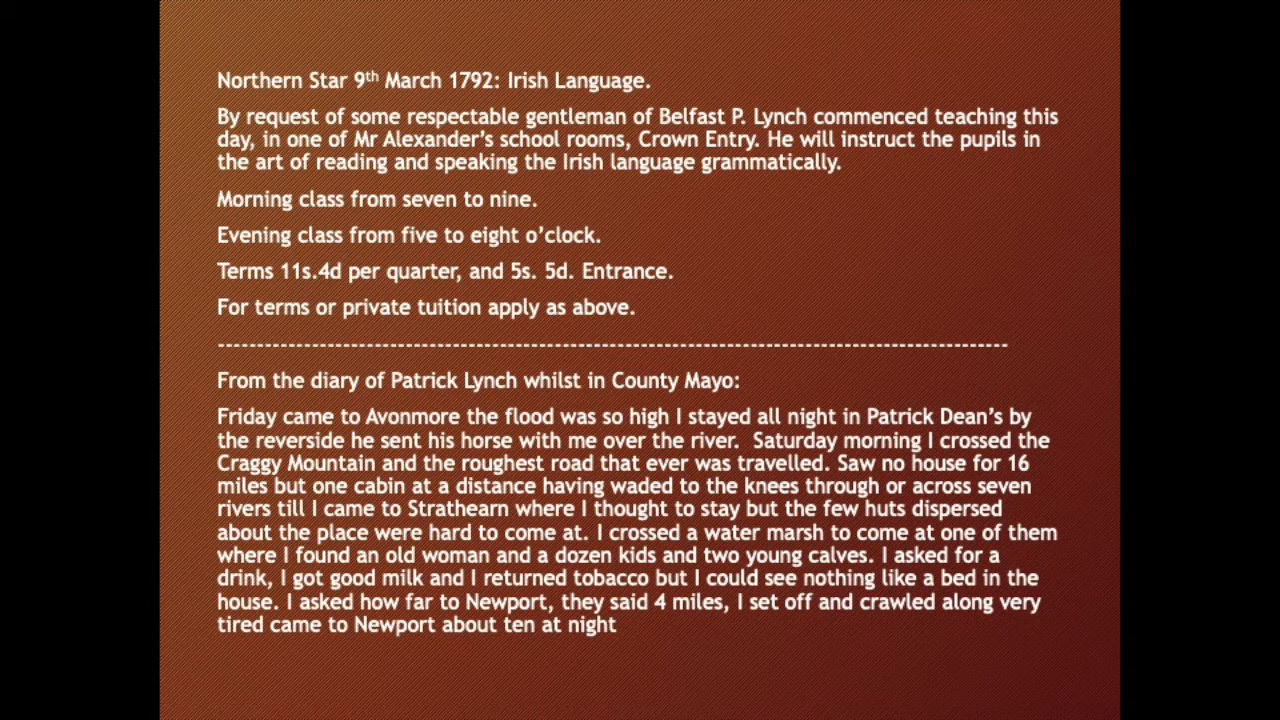 Northern Star 9th March 1792: Irish Language.
By request of some respectable gentleman of Belfast P. Lynch commenced teaching this
day, in one of Mr Alexander's school rooms, Crown Entry. He will instruct the pupils in
the art of reading and speaking the Irish language grammatically.
Morning class from seven to nine.
Evening class from five to eight o'clock.
Terms 11s.4d per quarter, and 5s. 5d. Entrance.
For terms or private tuition apply as above.
-----------------------------------------------------------------------------------------------------
From the diary of Patrick Lynch whilst in County Mayo:
Friday came to Avonmore the flood was so high I stayed all night in Patrick Dean's by
the reverside he sent his horse with me over the river.  Saturday morning I crossed the
Craggy Mountain and the roughest road that ever was travelled. Saw no house for 16
miles but one cabin at a distance having waded to the knees through or across seven
rivers till I came to Strathearn where I thought to stay but the few huts dispersed
about the place were hard to come at. I crossed a water marsh to come at one of them
where I found an old woman and a dozen kids and two young calves. I asked for a
drink, I got good milk and I returned tobacco but I could see nothing like a bed in the
house. I asked how far to Newport, they said 4 miles, I set off and crawled along very
tired came to Newport about ten at night